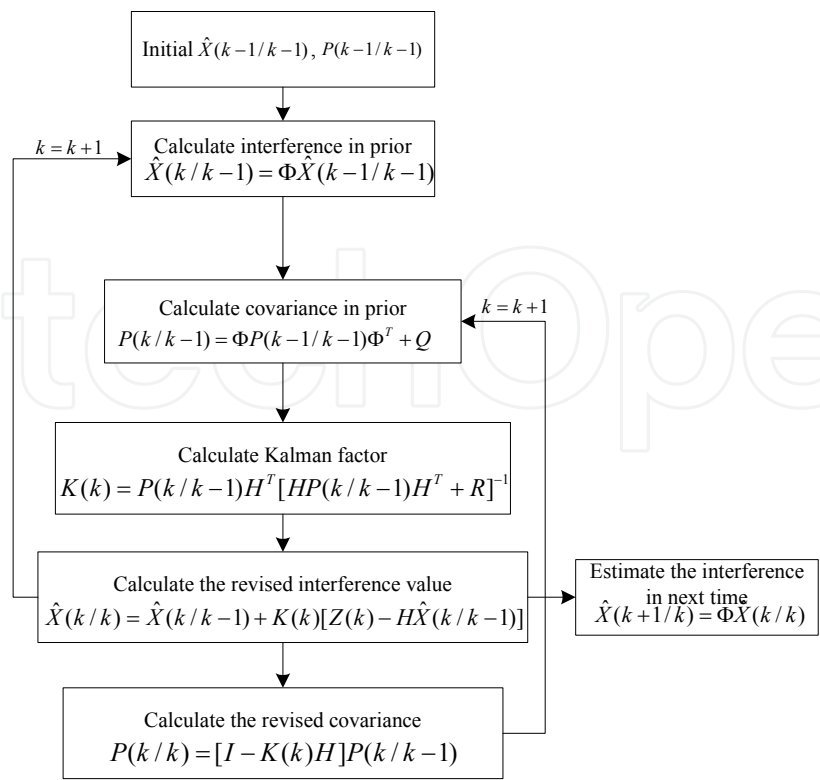 Initial X̂(k−1/k−1), P(k−1/k−1)
k = k+1
Calculate interference in prior
X̂(k/k−1) = ΦX̂(k−1/k−1)
Calculate covariance in prior
k = k+1
P(k/k−1) = ΦP(k−1/k−1)Φ^T + Q
Calculate Kalman factor
K(k) = P(k/k−1)H^T[HP(k/k−1)H^T + R]^−1
Calculate the revised interference value
X̂(k/k) = X̂(k/k−1) + K(k)[Z(k) − HX̂(k/k−1)]
Estimate the interference
in next time
X̂(k+1/k) = ΦX̂(k/k)
Calculate the revised covariance
P(k/k) = [I − K(k)H]P(k/k−1)
techOpe